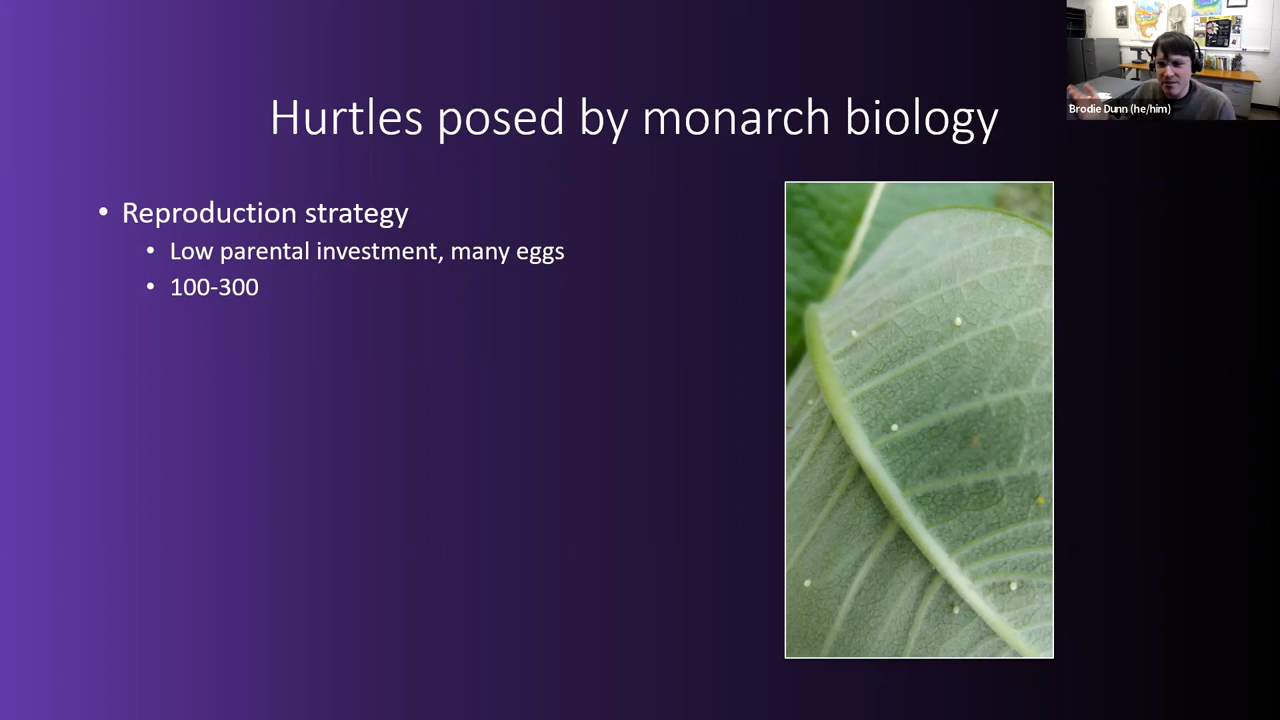 Hurtles posed by monarch biology
Brodie Dunn (he/him)
• Reproduction strategy
• Low parental investment, many eggs
• 100-300